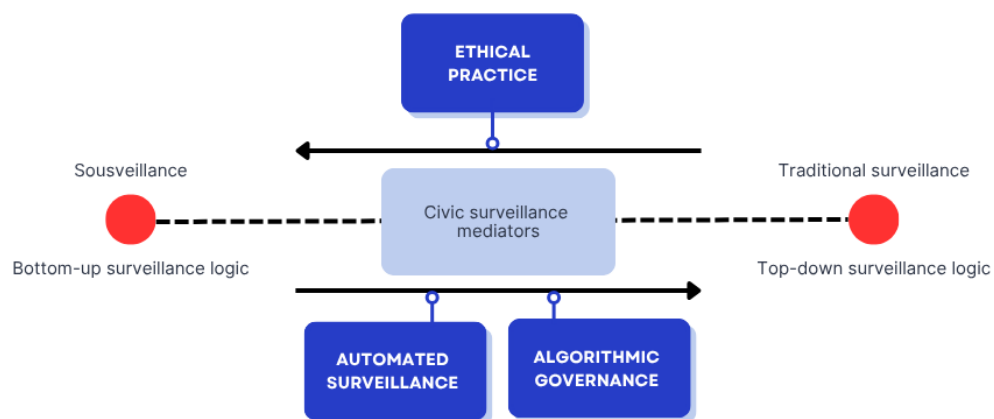 ETHICAL
PRACTICE
Sousveillance
Traditional surveillance
Civic surveillance
mediators
Bottom-up surveillance logic
Top-down surveillance logic
AUTOMATED
SURVEILLANCE
ALGORITHMIC
GOVERNANCE